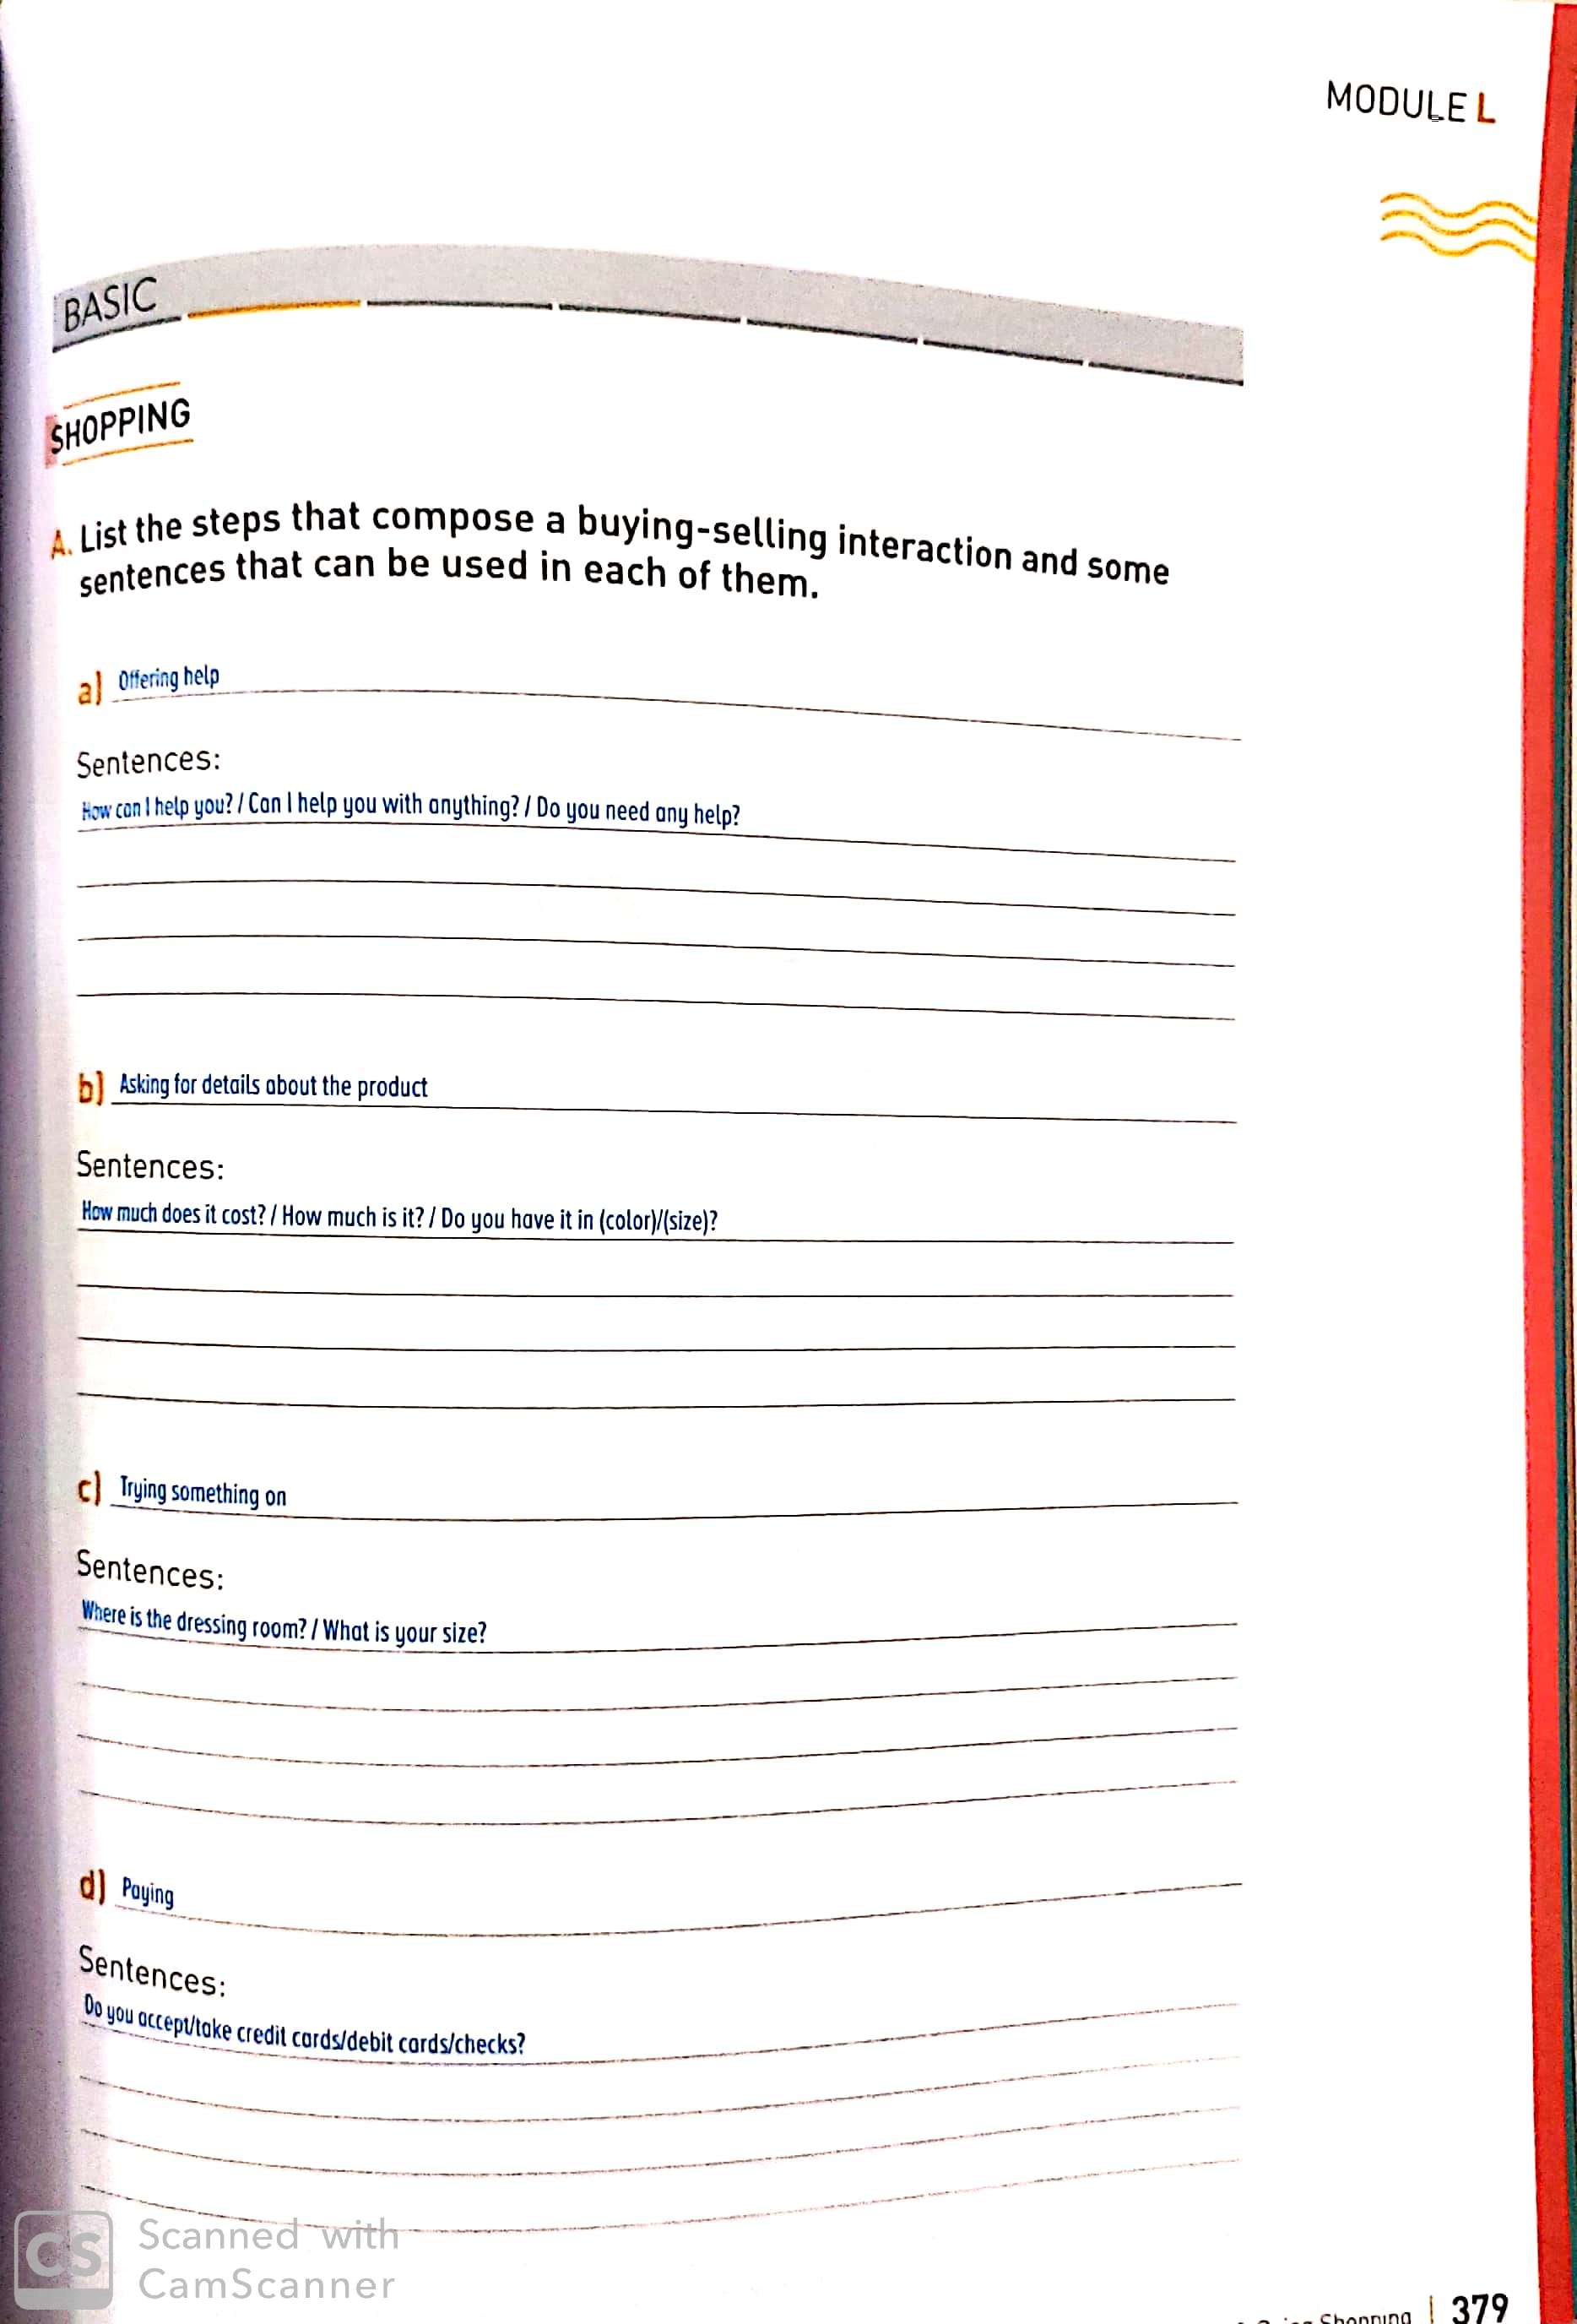 MODULE L
BASIC
SHOPPING
A. List the steps that compose a buying-selling interaction and some
sentences that can be used in each of them.
a) Offering help
Sentences:
How can I help you? / Can I help you with anything? / Do you need any help?
b) Asking for details about the product
Sentences:
How much does it cost? / How much is it? / Do you have it in (color)/(size)?
c) Trying something on
Sentences:
Where is the dressing room? / What is your size?
d) Paying
Sentences:
Do you accept/take credit cards/debit cards/checks?
CS Scanned with
CamScanner
Shopping | 379